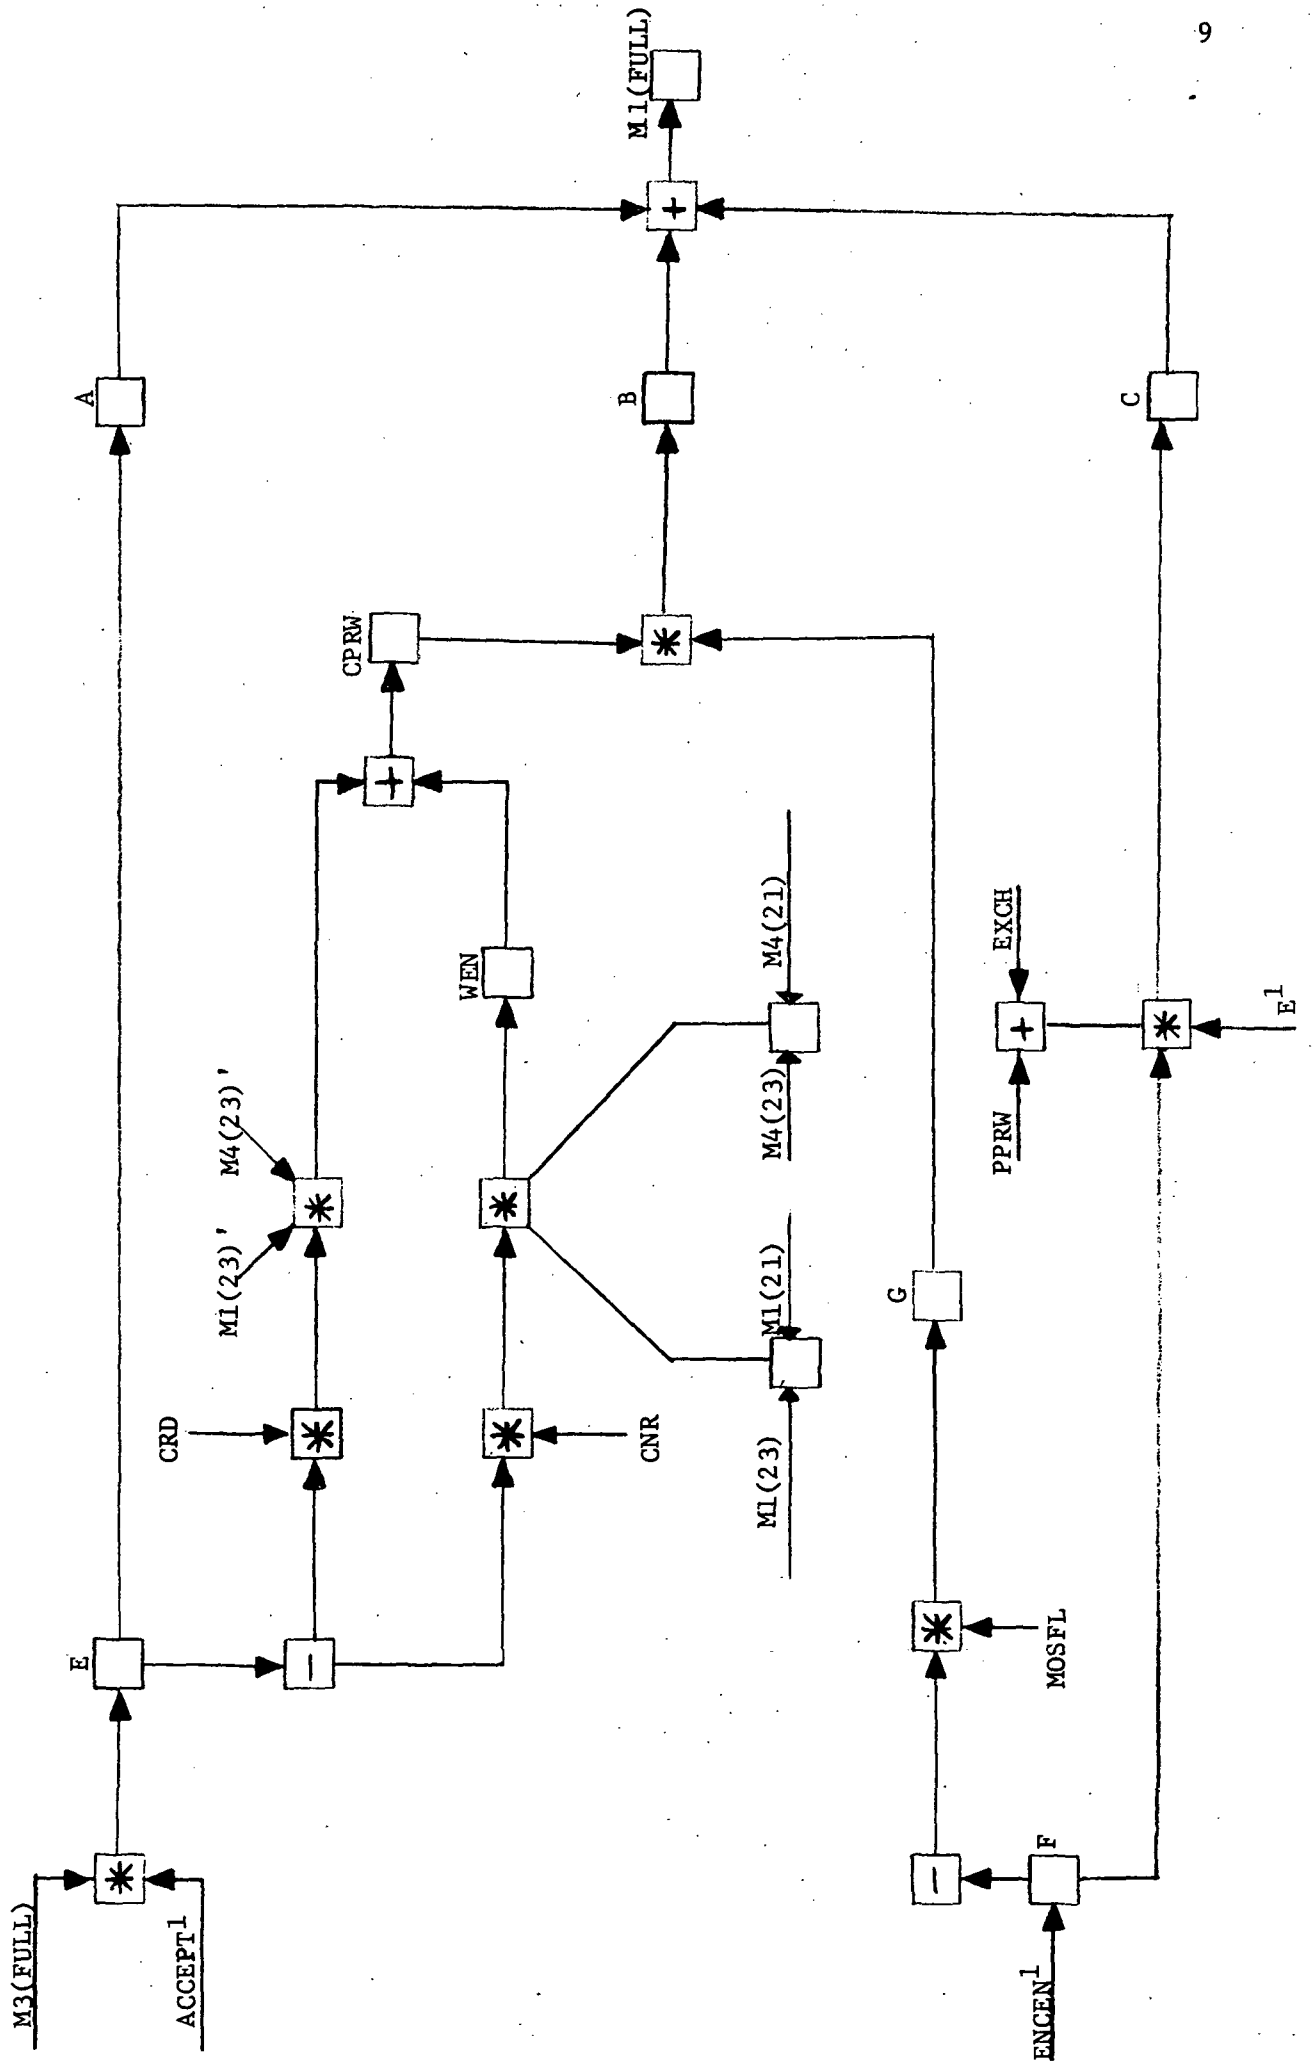 9
M3(FULL)
*
ACCEPT1
E
A
M1(FULL)
+
−
CRD
*
M1(23)'
M4(23)'
*
+
CPRW
*
CNR
*
WEN
*
B
M1(23)
M1(21)
M4(23)
M4(21)
ENCEN1
F
−
*
MOSFL
G
PPRW
+
EXCH
*
E1
C